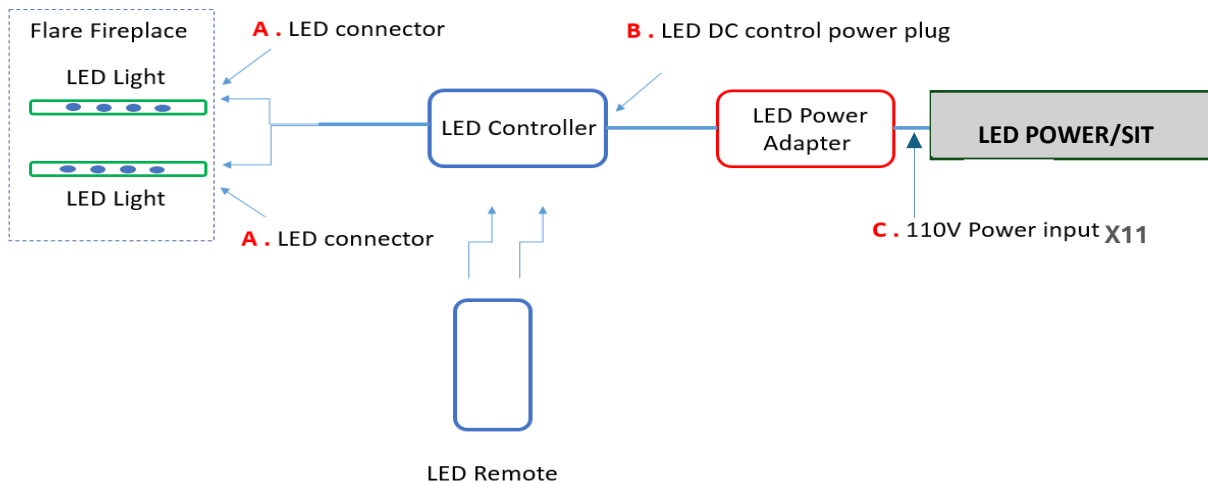 Flare Fireplace
A . LED connector
B . LED DC control power plug
LED Light
LED Controller
LED Power
Adapter
LED POWER/SIT
LED Light
A . LED connector
C . 110V Power input X11
LED Remote